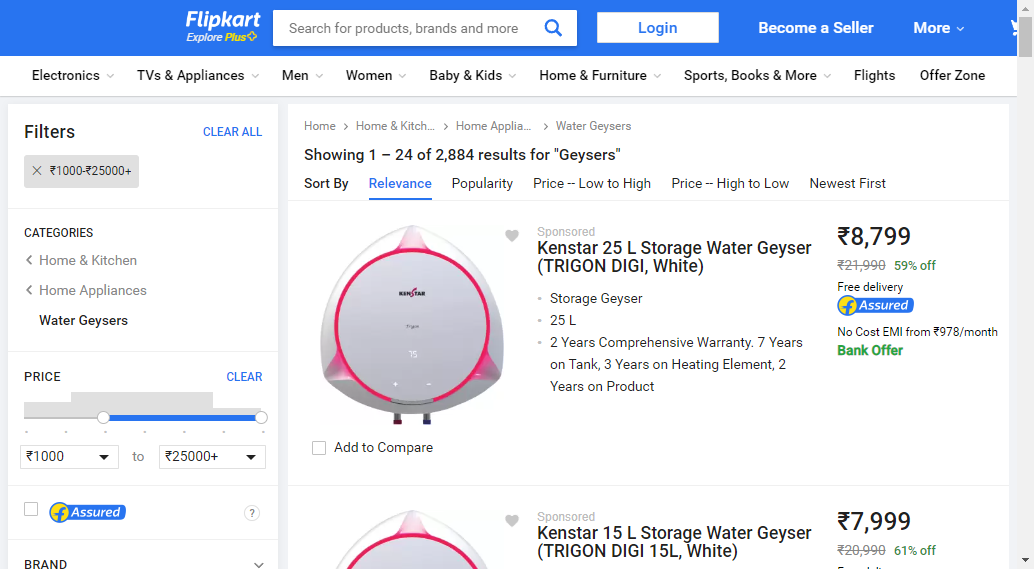 Flipkart
Explore Plus
Search for products, brands and more
Login
Become a Seller
More
Electronics
TVs & Appliances
Men
Women
Baby & Kids
Home & Furniture
Sports, Books & More
Flights
Offer Zone
Filters
CLEAR ALL
₹1000-₹25000+
CATEGORIES
Home & Kitchen
Home Appliances
Water Geysers
PRICE
CLEAR
₹1000
to
₹25000+
Assured
?
BRAND
Home
Home & Kitch...
Home Applia...
Water Geysers
Showing 1 – 24 of 2,884 results for "Geysers"
Sort By
Relevance
Popularity
Price -- Low to High
Price -- High to Low
Newest First
KENSTAR
75
Add to Compare
Sponsored
Kenstar 25 L Storage Water Geyser
(TRIGON DIGI, White)
Storage Geyser
25 L
2 Years Comprehensive Warranty. 7 Years
on Tank, 3 Years on Heating Element, 2
Years on Product
₹8,799
₹21,990 59% off
Free delivery
Assured
No Cost EMI from ₹978/month
Bank Offer
Sponsored
Kenstar 15 L Storage Water Geyser
(TRIGON DIGI 15L, White)
₹7,999
₹20,990 61% off